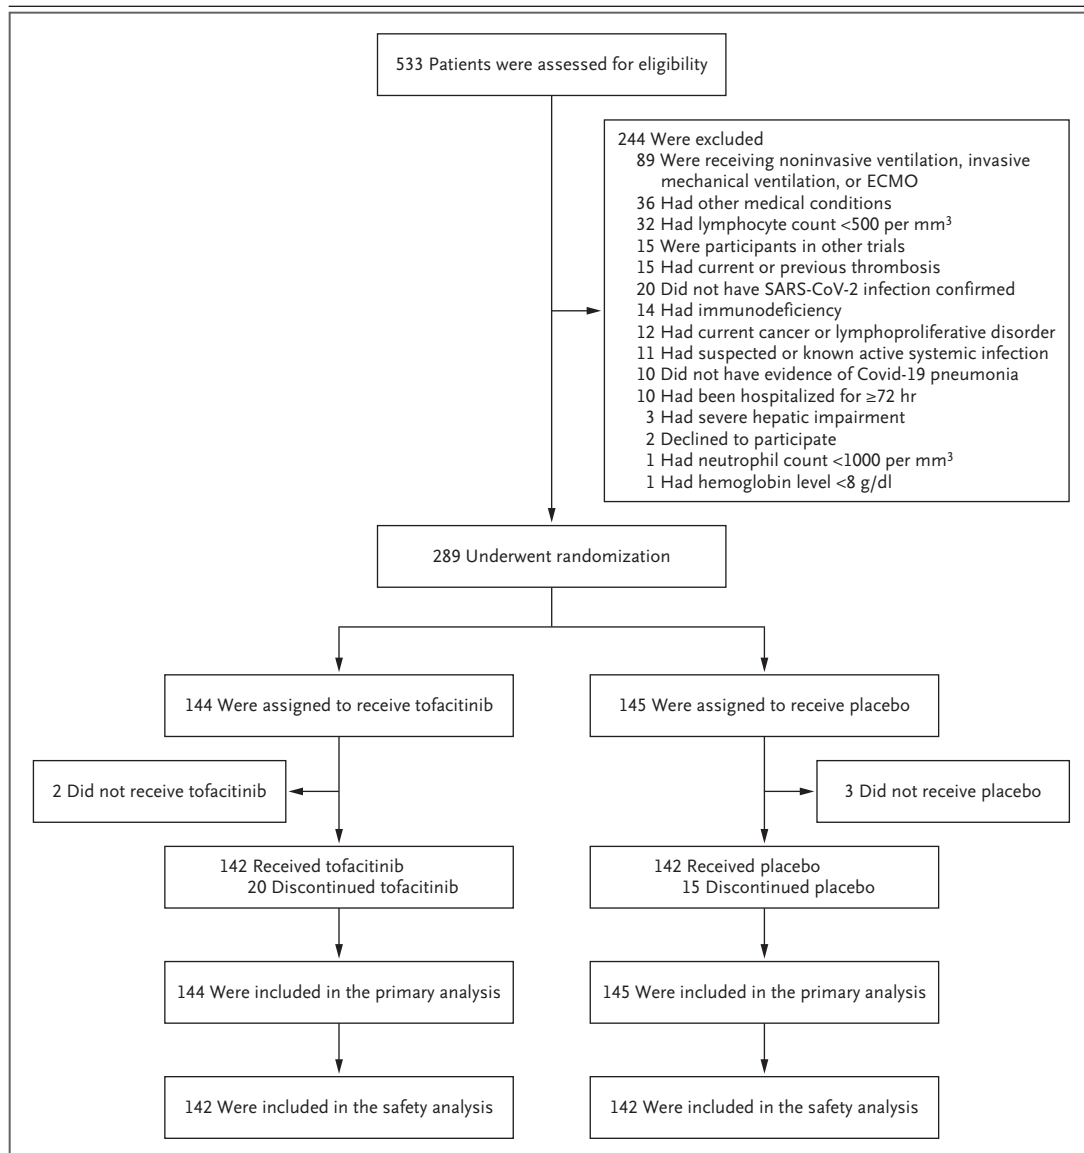 533 Patients were assessed for eligibility
244 Were excluded
89 Were receiving noninvasive ventilation, invasive
mechanical ventilation, or ECMO
36 Had other medical conditions
32 Had lymphocyte count <500 per mm³
15 Were participants in other trials
15 Had current or previous thrombosis
20 Did not have SARS-CoV-2 infection confirmed
14 Had immunodeficiency
12 Had current cancer or lymphoproliferative disorder
11 Had suspected or known active systemic infection
10 Did not have evidence of Covid-19 pneumonia
10 Had been hospitalized for ≥72 hr
3 Had severe hepatic impairment
2 Declined to participate
1 Had neutrophil count <1000 per mm³
1 Had hemoglobin level <8 g/dl
289 Underwent randomization
144 Were assigned to receive tofacitinib
145 Were assigned to receive placebo
2 Did not receive tofacitinib
3 Did not receive placebo
142 Received tofacitinib
20 Discontinued tofacitinib
142 Received placebo
15 Discontinued placebo
144 Were included in the primary analysis
145 Were included in the primary analysis
142 Were included in the safety analysis
142 Were included in the safety analysis